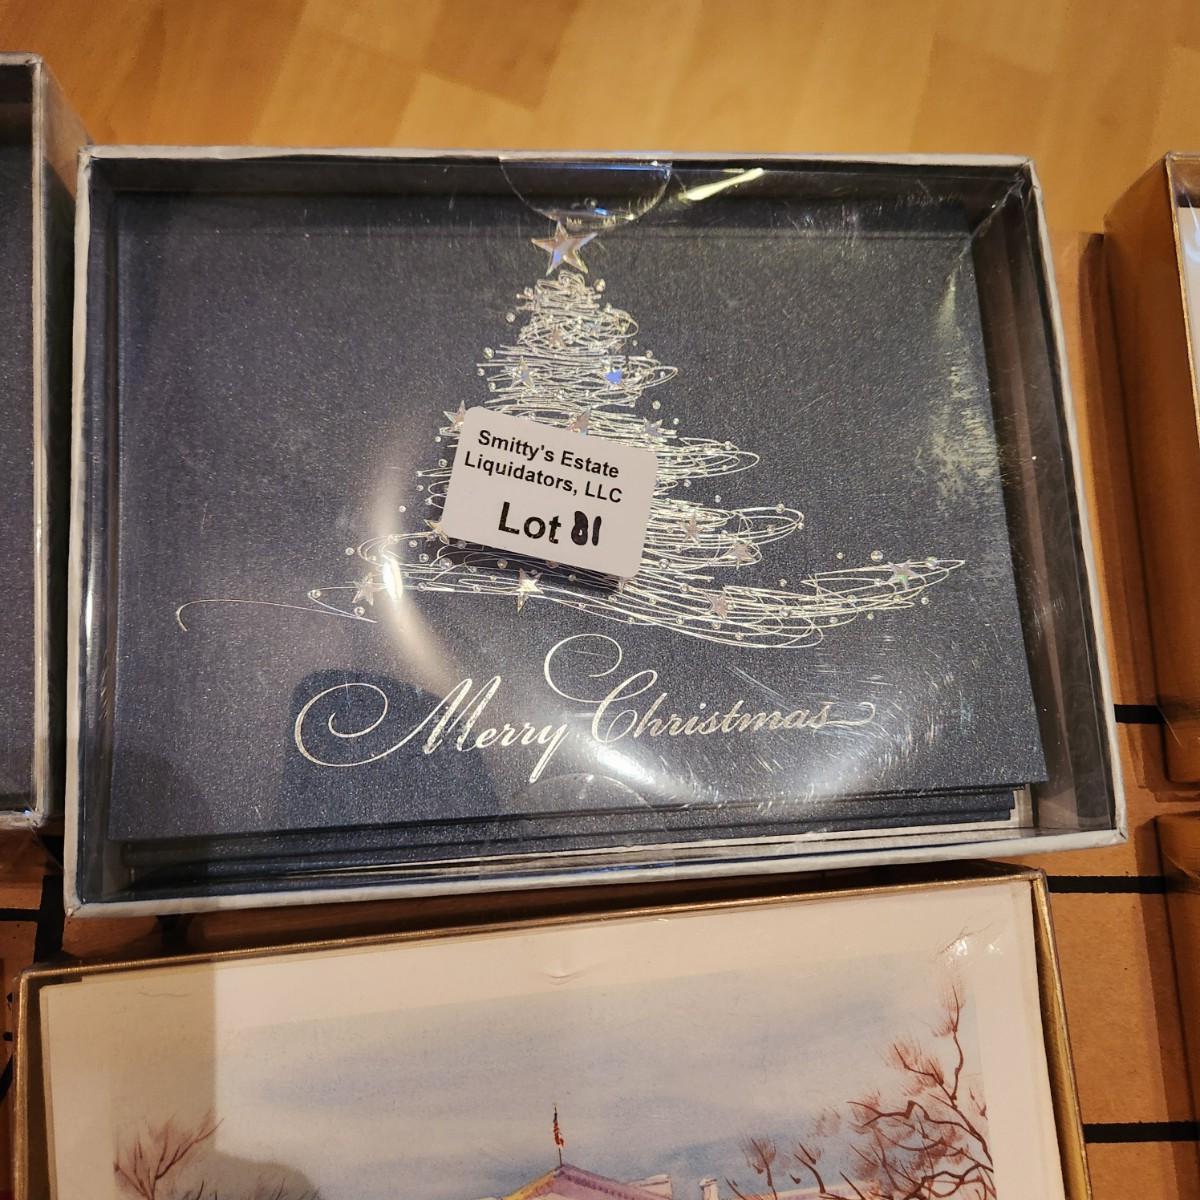 Smitty's Estate
Liquidators, LLC
Lot 81
Merry Christmas